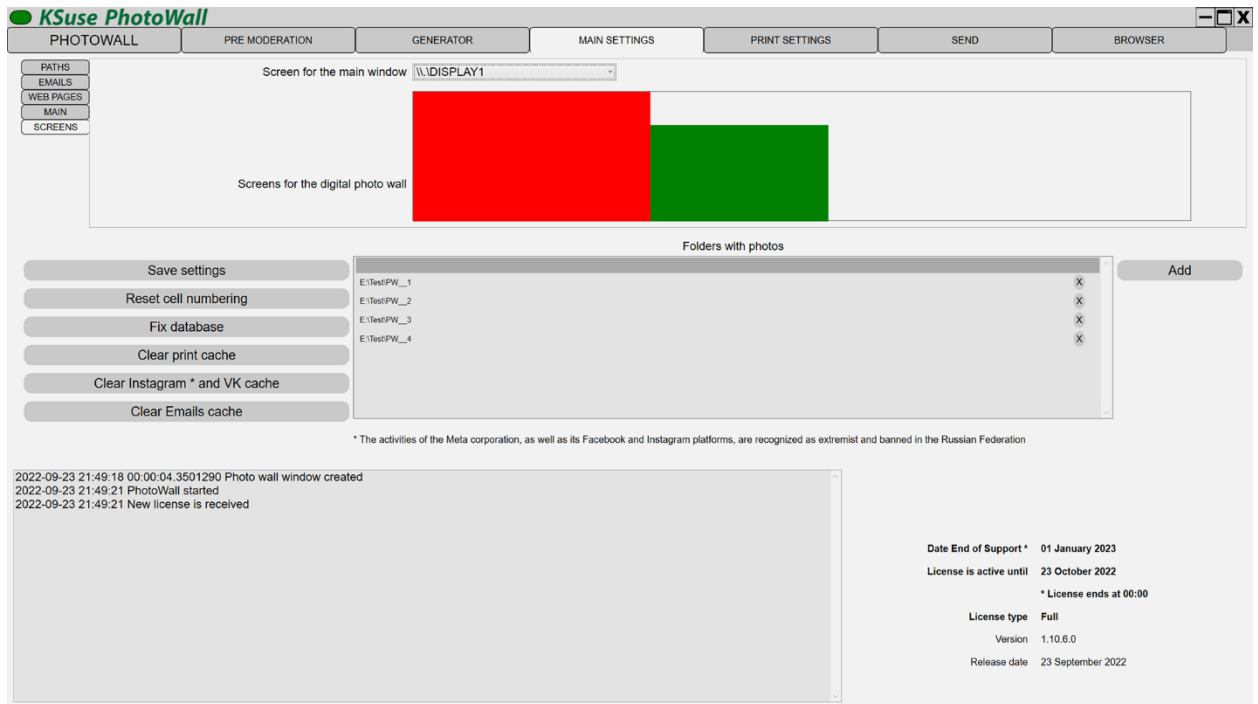 KSuse PhotoWall
PHOTOWALL
PRE MODERATION
GENERATOR
MAIN SETTINGS
PRINT SETTINGS
SEND
BROWSER
PATHS
EMAILS
WEB PAGES
MAIN
SCREENS
Screen for the main window
\\.\DISPLAY1
Screens for the digital photo wall
Folders with photos
Save settings
Reset cell numbering
Fix database
Clear print cache
Clear Instagram * and VK cache
Clear Emails cache
E:\Test\PW__1
X
E:\Test\PW__2
X
E:\Test\PW__3
X
E:\Test\PW__4
X
Add
* The activities of the Meta corporation, as well as its Facebook and Instagram platforms, are recognized as extremist and banned in the Russian Federation
2022-09-23 21:49:18 00:00:04.3501290 Photo wall window created
2022-09-23 21:49:21 PhotoWall started
2022-09-23 21:49:21 New license is received
Date End of Support * 01 January 2023
License is active until 23 October 2022
* License ends at 00:00
License type Full
Version 1.10.6.0
Release date 23 September 2022